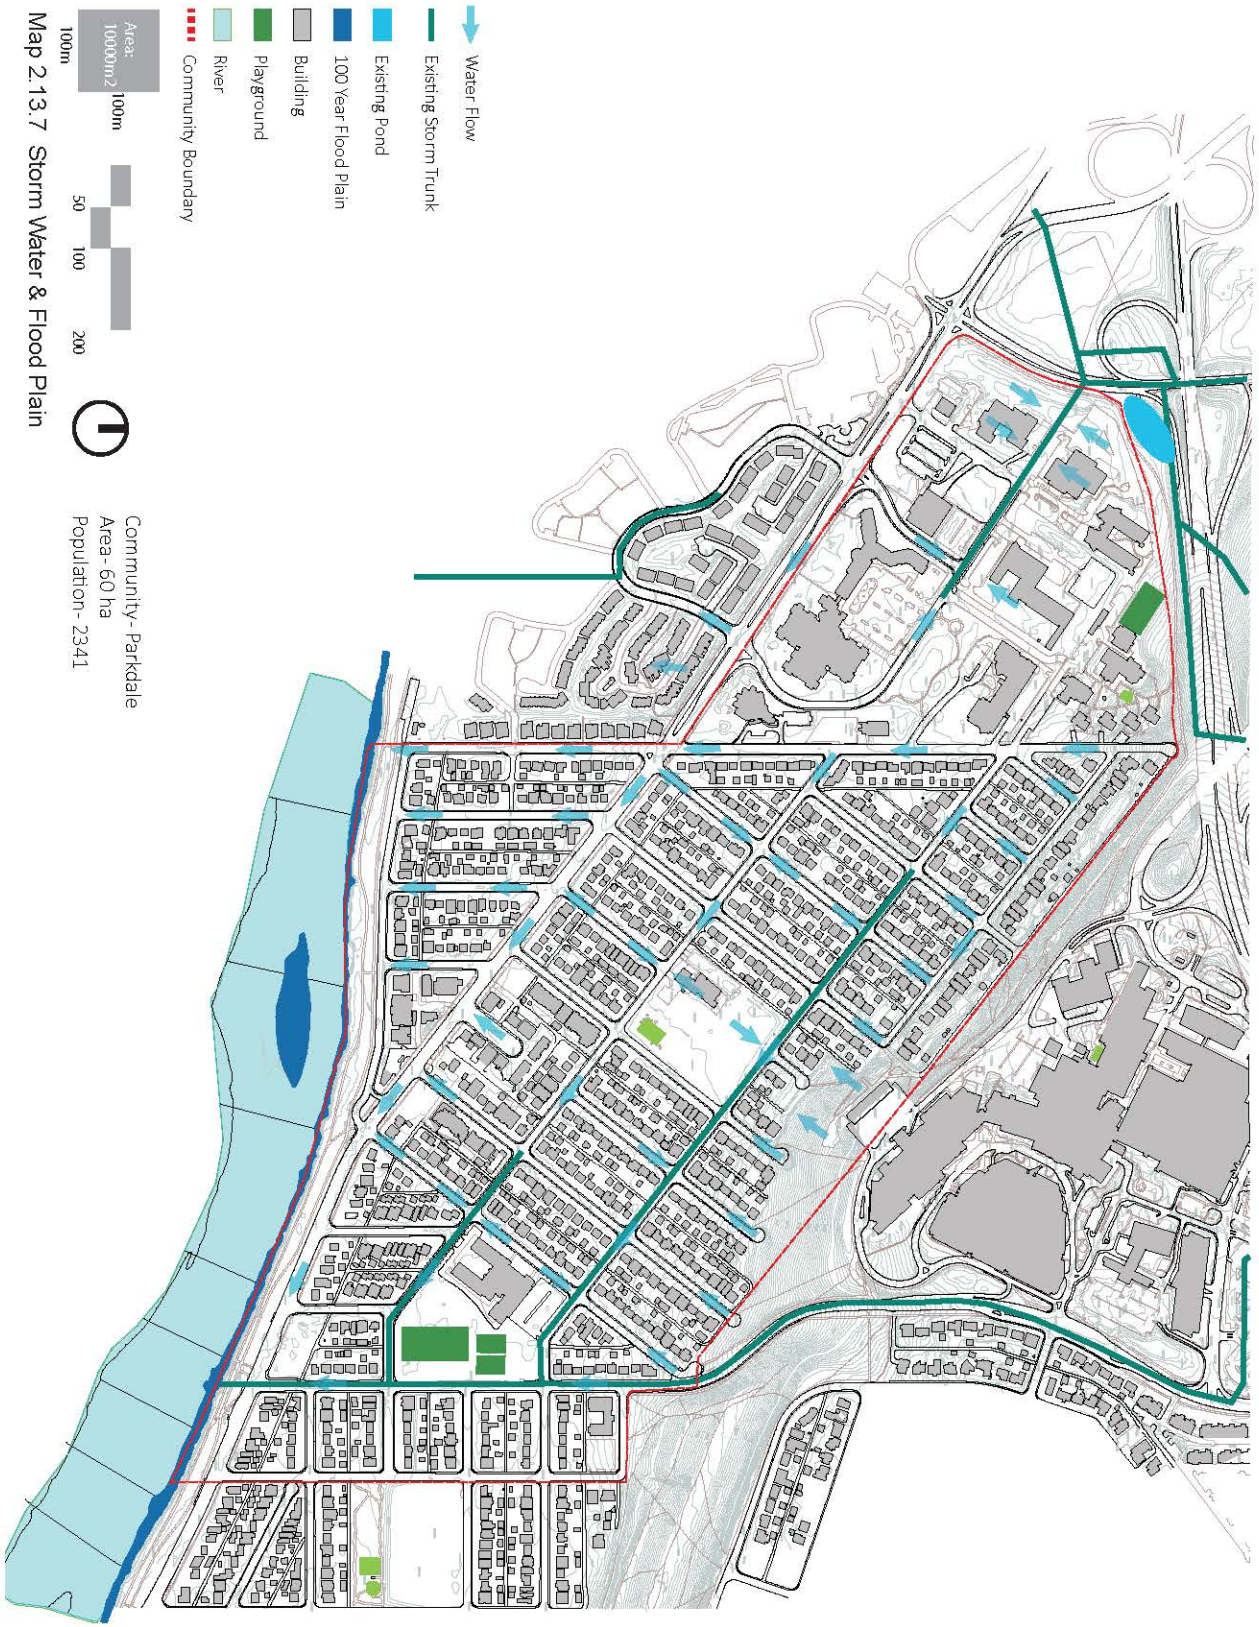 Water Flow
Existing Storm Trunk
Existing Pond
100 Year Flood Plain
Building
Playground
River
Community Boundary
Area:
10000m2
100m
100m
50
100
200
Map 2.13.7 Storm Water & Flood Plain
Community - Parkdale
Area - 60 ha
Population - 2341